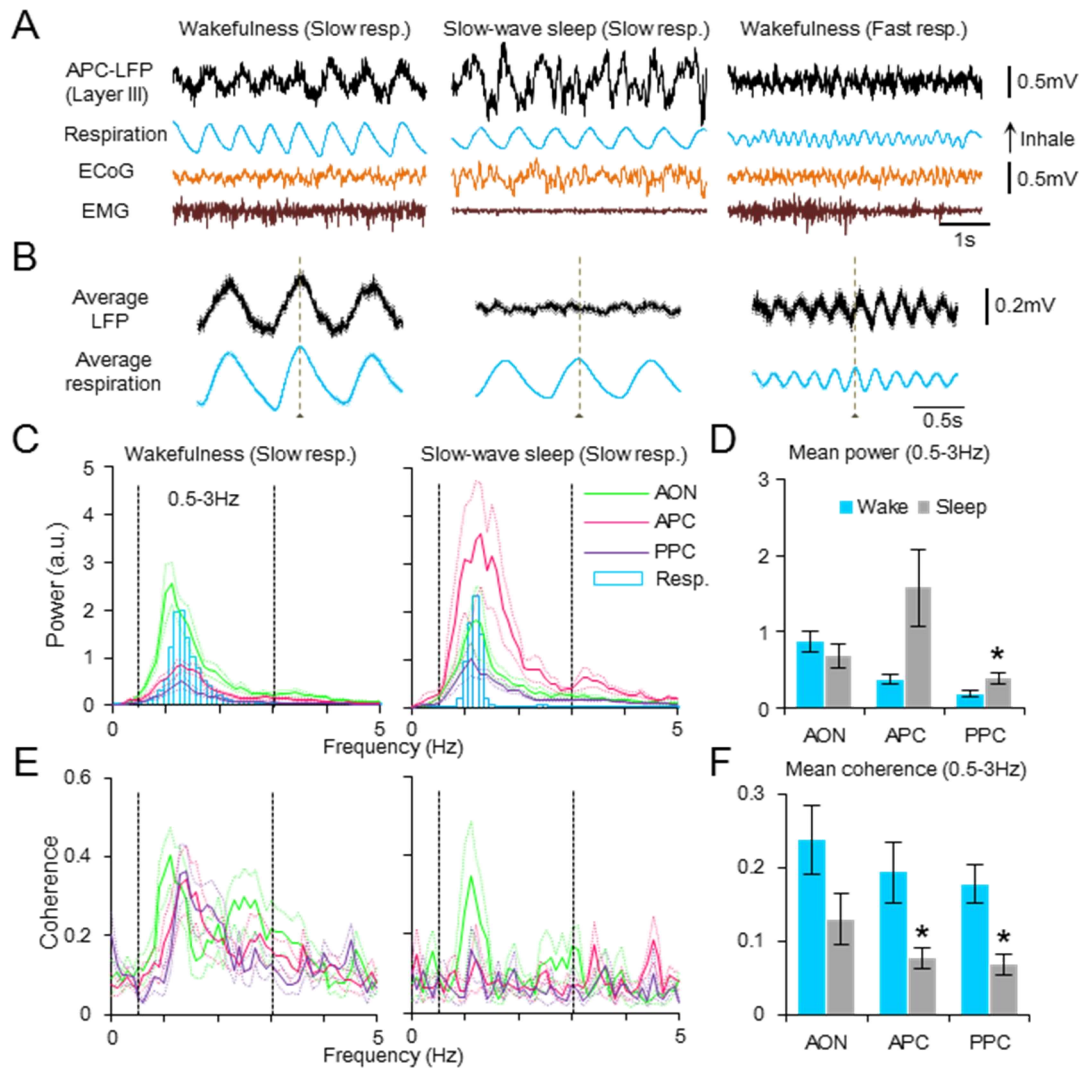 A
Wakefulness (Slow resp.)
Slow-wave sleep (Slow resp.)
Wakefulness (Fast resp.)
APC-LFP
(Layer III)
0.5mV
Respiration
Inhale
ECoG
0.5mV
EMG
1s
B
Average
LFP
0.2mV
Average
respiration
0.5s
C
Wakefulness (Slow resp.)
Slow-wave sleep (Slow resp.)
5
4
3
2
1
0
Power (a.u.)
0.5-3Hz
AON
APC
PPC
Resp.
0
5
0
5
Frequency (Hz)
D
Mean power (0.5-3Hz)
3
2
1
0
Wake
Sleep
*
AON
APC
PPC
E
0.6
0.4
0.2
0
Coherence
0
5
0
5
Frequency (Hz)
F
Mean coherence (0.5-3Hz)
0.3
0.2
0.1
0
*
*
AON
APC
PPC